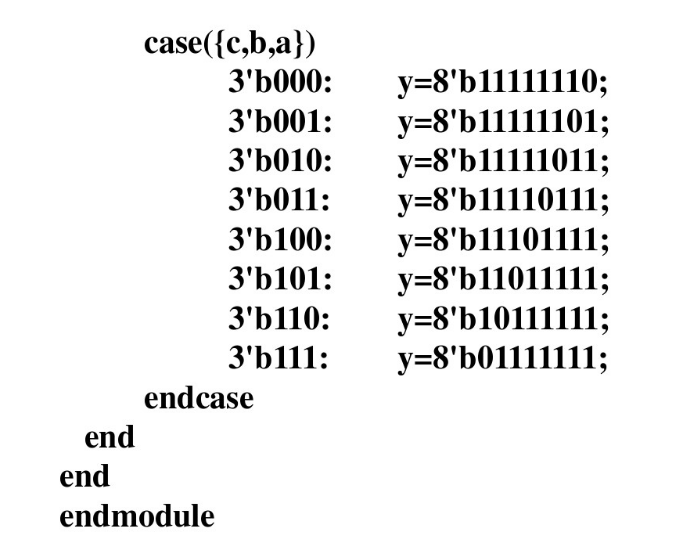 case({c,b,a})
3'b000: y=8'b11111110;
3'b001: y=8'b11111101;
3'b010: y=8'b11111011;
3'b011: y=8'b11110111;
3'b100: y=8'b11101111;
3'b101: y=8'b11011111;
3'b110: y=8'b10111111;
3'b111: y=8'b01111111;
endcase
end
end
endmodule